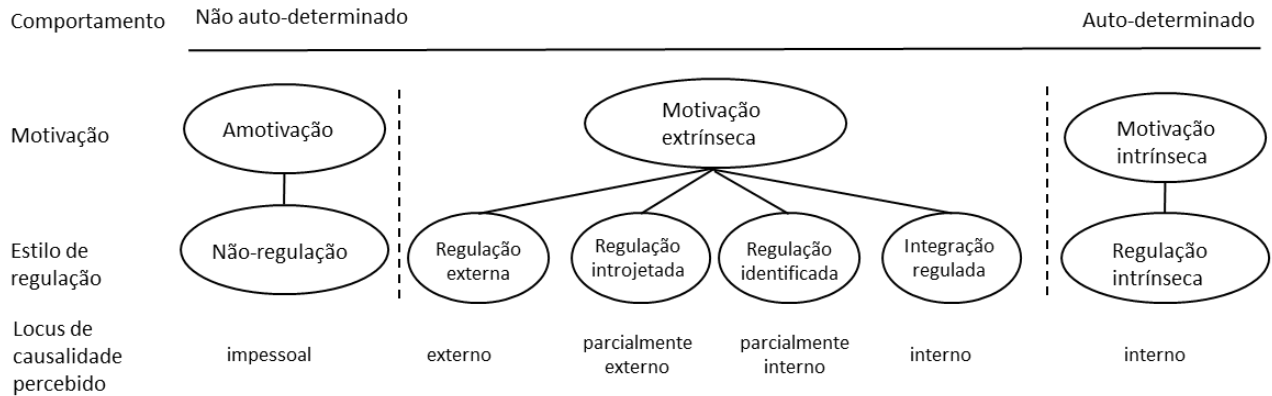 Comportamento
Não auto-determinado
Auto-determinado
Motivação
Amotivação
Motivação
extrínseca
Motivação
intrínseca
Estilo de
regulação
Não-regulação
Regulação
externa
Regulação
introjetada
Regulação
identificada
Integração
regulada
Regulação
intrínseca
Locus de
causalidade
percebido
impessoal
externo
parcialmente
externo
parcialmente
interno
interno
interno